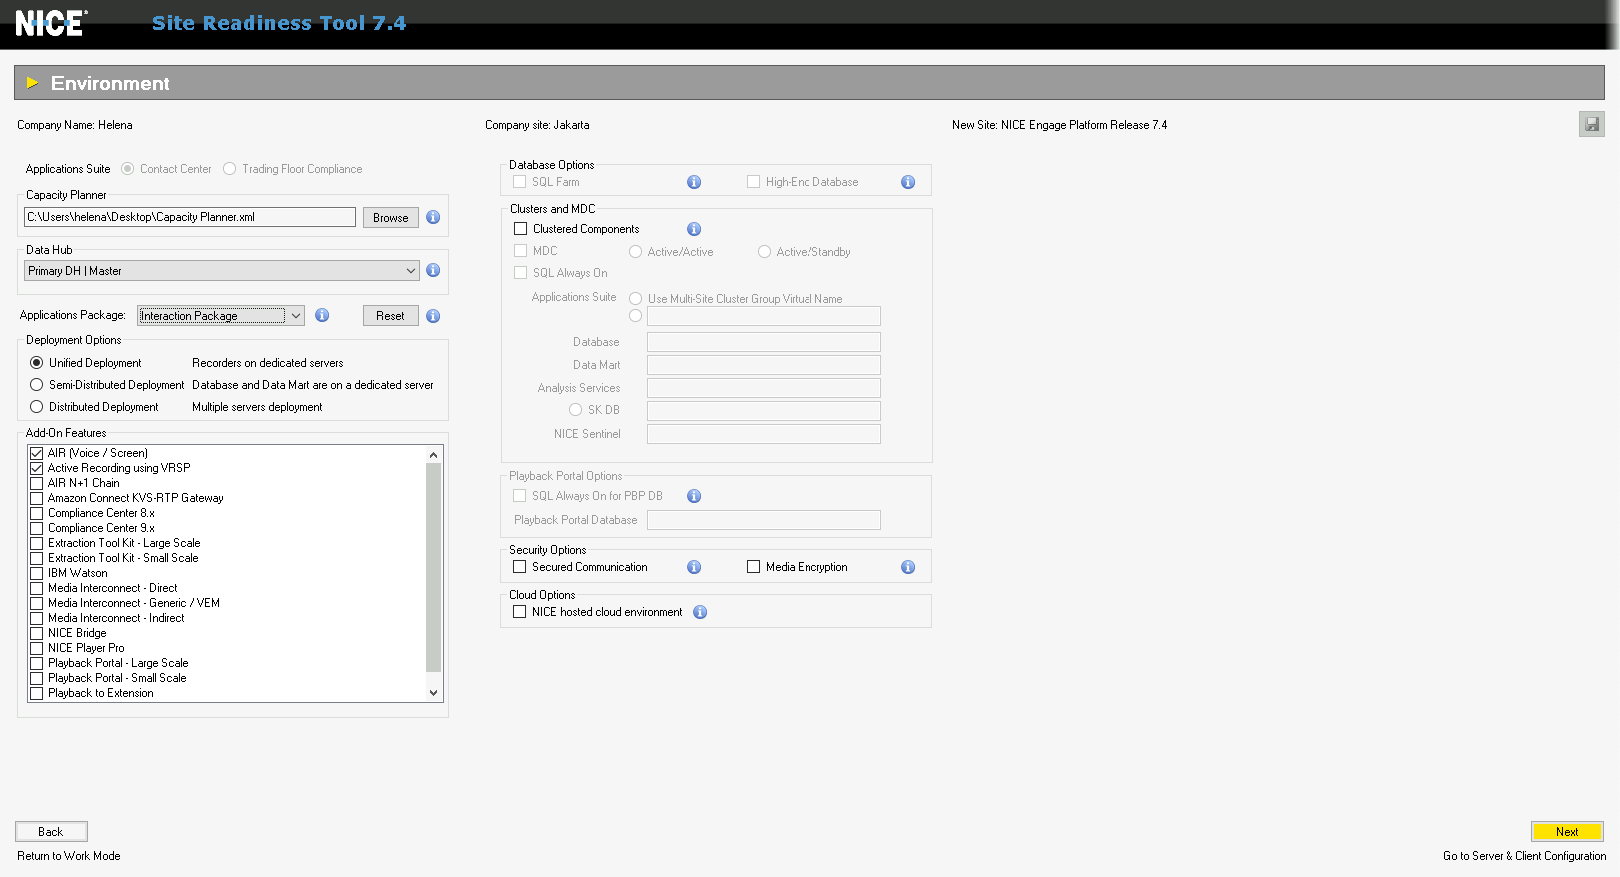 NICE®
Site Readiness Tool 7.4
Environment
Company Name: Helena
Company site: Jakarta
New Site: NICE Engage Platform Release 7.4
Applications Suite
Contact Center
Trading Floor Compliance
Capacity Planner
C:\Users\helena\Desktop\Capacity Planner.xml
Browse
Data Hub
Primary DH | Master
Applications Package:
Interaction Package
Reset
Deployment Options
Unified Deployment
Recorders on dedicated servers
Semi-Distributed Deployment
Database and Data Mart are on a dedicated server
Distributed Deployment
Multiple servers deployment
Add-On Features
AIR (Voice / Screen)
Active Recording using VRSP
AIR N+1 Chain
Amazon Connect KVS-RTP Gateway
Compliance Center 8.x
Compliance Center 9.x
Extraction Tool Kit - Large Scale
Extraction Tool Kit - Small Scale
IBM Watson
Media Interconnect - Direct
Media Interconnect - Generic / VEM
Media Interconnect - Indirect
NICE Bridge
NICE Player Pro
Playback Portal - Large Scale
Playback Portal - Small Scale
Playback to Extension
Database Options
SQL Farm
High-Enc Database
Clusters and MDC
Clustered Components
MDC
Active/Active
Active/Standby
SQL Always On
Applications Suite
Use Multi-Site Cluster Group Virtual Name
Database
Data Mart
Analysis Services
SK DB
NICE Sentinel
Playback Portal Options
SQL Always On for PBP DB
Playback Portal Database
Security Options
Secured Communication
Media Encryption
Cloud Options
NICE hosted cloud environment
Back
Return to Work Mode
Next
Go to Server & Client Configuration